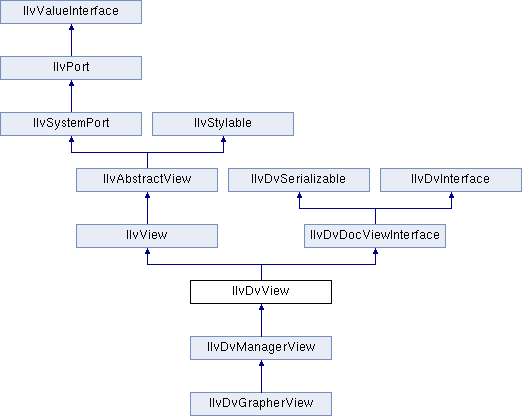 IlvValueInterface
IlvPort
IlvSystemPort
IlvStylable
IlvAbstractView
IlvDvSerializable
IlvDvInterface
IlvView
IlvDvDocViewInterface
IlvDvView
IlvDvManagerView
IlvDvGrapherView